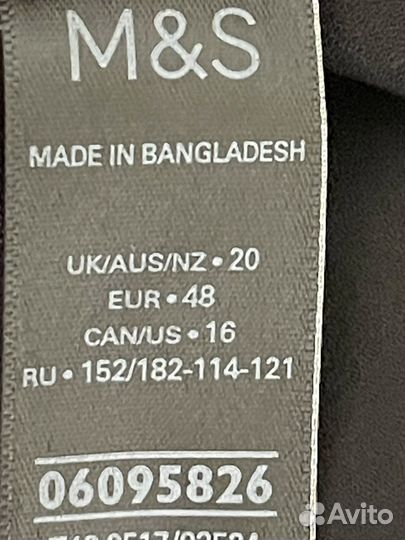 M&S
MADE IN BANGLADESH
UK/AUS/NZ • 20
EUR • 48
CAN/US • 16
RU • 152/182-114-121
06095826
Avito